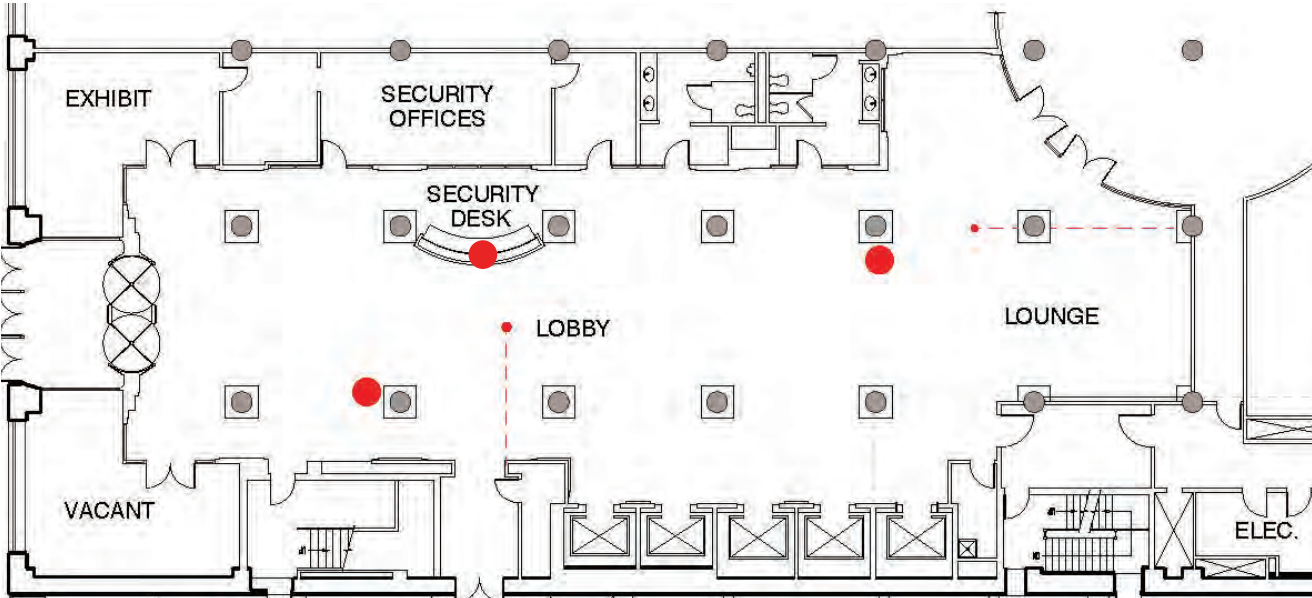 EXHIBIT
SECURITY
OFFICES
SECURITY
DESK
LOBBY
LOUNGE
VACANT
ELEC.